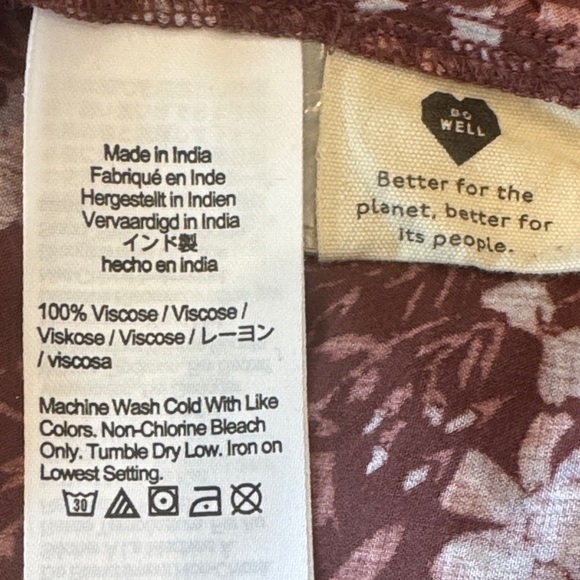 Made in India
Fabriqué en Inde
Hergestellt in Indien
Vervaardigd in India
インド製
hecho en india
100% Viscose / Viscose /
Viskose / Viscose / レーヨン
/ viscosa
Machine Wash Cold With Like
Colors. Non-Chlorine Bleach
Only. Tumble Dry Low. Iron on
Lowest Setting.
30
DO
WELL
Better for the
planet, better for
its people.